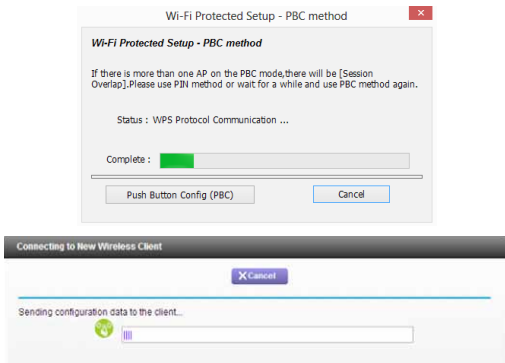 Wi-Fi Protected Setup - PBC method
Wi-Fi Protected Setup - PBC method
If there is more than one AP on the PBC mode,there will be [Session
Overlap].Please use PIN method or wait for a while and use PBC method again.
Status : WPS Protocol Communication ...
Complete :
Push Button Config (PBC)
Cancel
Connecting to New Wireless Client
X Cancel
Sending configuration data to the client...